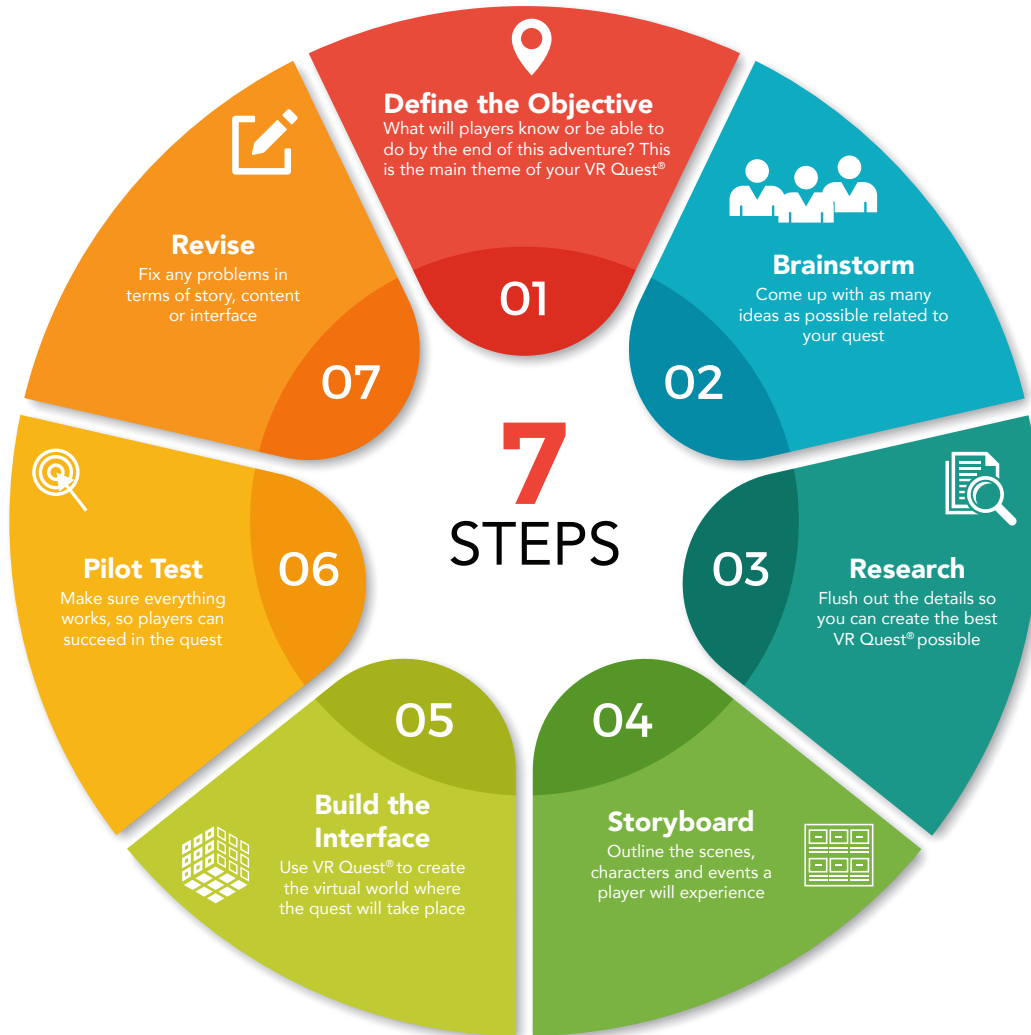 Define the Objective
What will players know or be able to
do by the end of this adventure? This
is the main theme of your VR Quest®
01
Brainstorm
Come up with as many
ideas as possible related to
your quest
02
Research
Flush out the details so
you can create the best
VR Quest® possible
03
Storyboard
Outline the scenes,
characters and events a
player will experience
04
Build the
Interface
Use VR Quest® to create
the virtual world where
the quest will take place
05
Pilot Test
Make sure everything
works, so players can
succeed in the quest
06
Revise
Fix any problems in
terms of story, content
or interface
07
7
STEPS